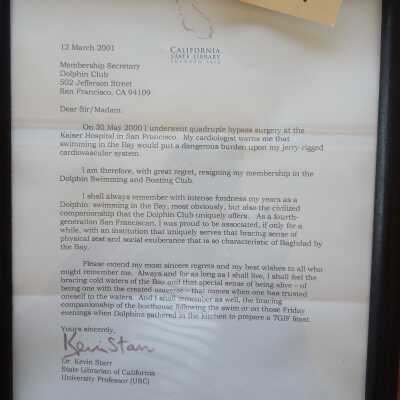 CALIFORNIA
STATE LIBRARY
FOUNDED 1850
12 March 2001
Membership Secretary
Dolphin Club
502 Jefferson Street
San Francisco, CA 94109
Dear Sir/Madam:
On 30 May 2000 I underwent quadruple bypass surgery at the
Kaiser Hospital in San Francisco. My cardiologist warns me that
swimming in the Bay would put a dangerous burden upon my jerry-rigged
cardiovascular system.
I am therefore, with great regret, resigning my membership in the
Dolphin Swimming and Boating Club.
I shall always remember with intense fondness my years as a
Dolphin: swimming in the Bay, most obviously, but also the civilized
companionship that the Dolphin Club uniquely offers. As a fourth-
generation San Franciscan, I was proud to be associated, if only for a
while, with an institution that uniquely serves that bracing sense of
physical zest and social exuberance that is so characteristic of Baghdad by
the Bay.
Please extend my most sincere regrets and my best wishes to all who
might remember me. Always and for as long as I shall live, I shall feel the
bracing cold waters of the Bay and that special sense of being alive - of
being one with the created universe - that comes when one has trusted
oneself to the waters. And I shall remember as well, the bracing
companionship of the boathouse following the swim or on those Friday
evenings when Dolphins gathered in the kitchen to prepare a TGIF feast.
Yours sincerely,
Kevin Starr
Dr. Kevin Starr
State Librarian of California
University Professor (USC)